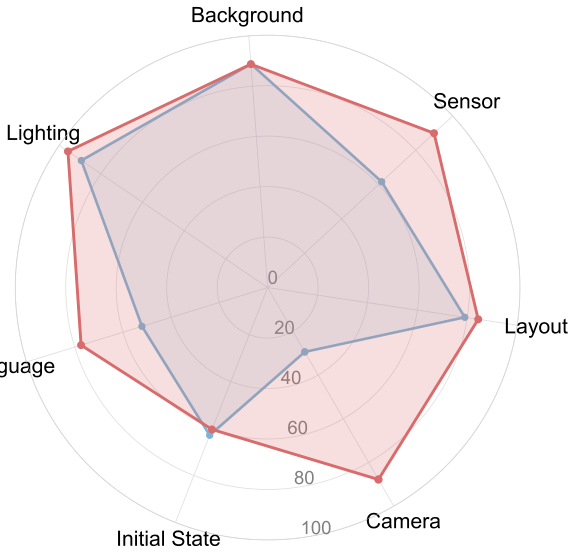 Background
Sensor
Lighting
0
20
Layout
guage
40
60
80
Camera
100
Initial State